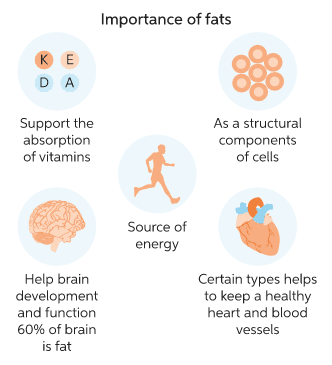 Importance of fats
K E
D A
Support the
absorption
of vitamins
As a structural
components
of cells
Source of
energy
Help brain
development
and function
60% of brain
is fat
Certain types helps
to keep a healthy
heart and blood
vessels